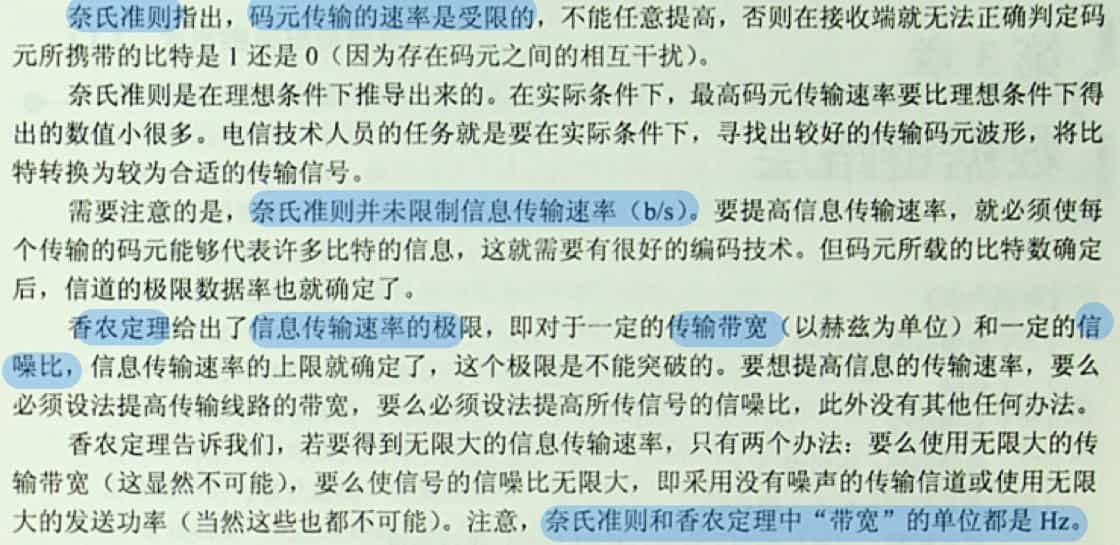 奈氏准则指出，码元传输的速率是受限的，不能任意提高，否则在接收端就无法正确判定码
元所携带的比特是 1 还是 0（因为存在码元之间的相互干扰）。
奈氏准则是在理想条件下推导出来的。在实际条件下，最高码元传输速率要比理想条件下得
出的数值小很多。电信技术人员的任务就是要在实际条件下，寻找出较好的传输码元波形，将比
特转换为较为合适的传输信号。
需要注意的是，奈氏准则并未限制信息传输速率（b/s）。要提高信息传输速率，就必须使每
个传输的码元能够代表许多比特的信息，这就需要有很好的编码技术。但码元所载的比特数确定
后，信道的极限数据率也就确定了。
香农定理给出了信息传输速率的极限，即对于一定的传输带宽（以赫兹为单位）和一定的信
噪比，信息传输速率的上限就确定了，这个极限是不能突破的。要想提高信息的传输速率，要么
必须设法提高传输线路的带宽，要么必须设法提高所传信号的信噪比，此外没有其他任何办法。
香农定理告诉我们，若要得到无限大的信息传输速率，只有两个办法：要么使用无限大的传
输带宽（这显然不可能），要么使信号的信噪比无限大，即采用没有噪声的传输信道或使用无限
大的发送功率（当然这些也都不可能）。注意，奈氏准则和香农定理中“带宽”的单位都是 Hz。